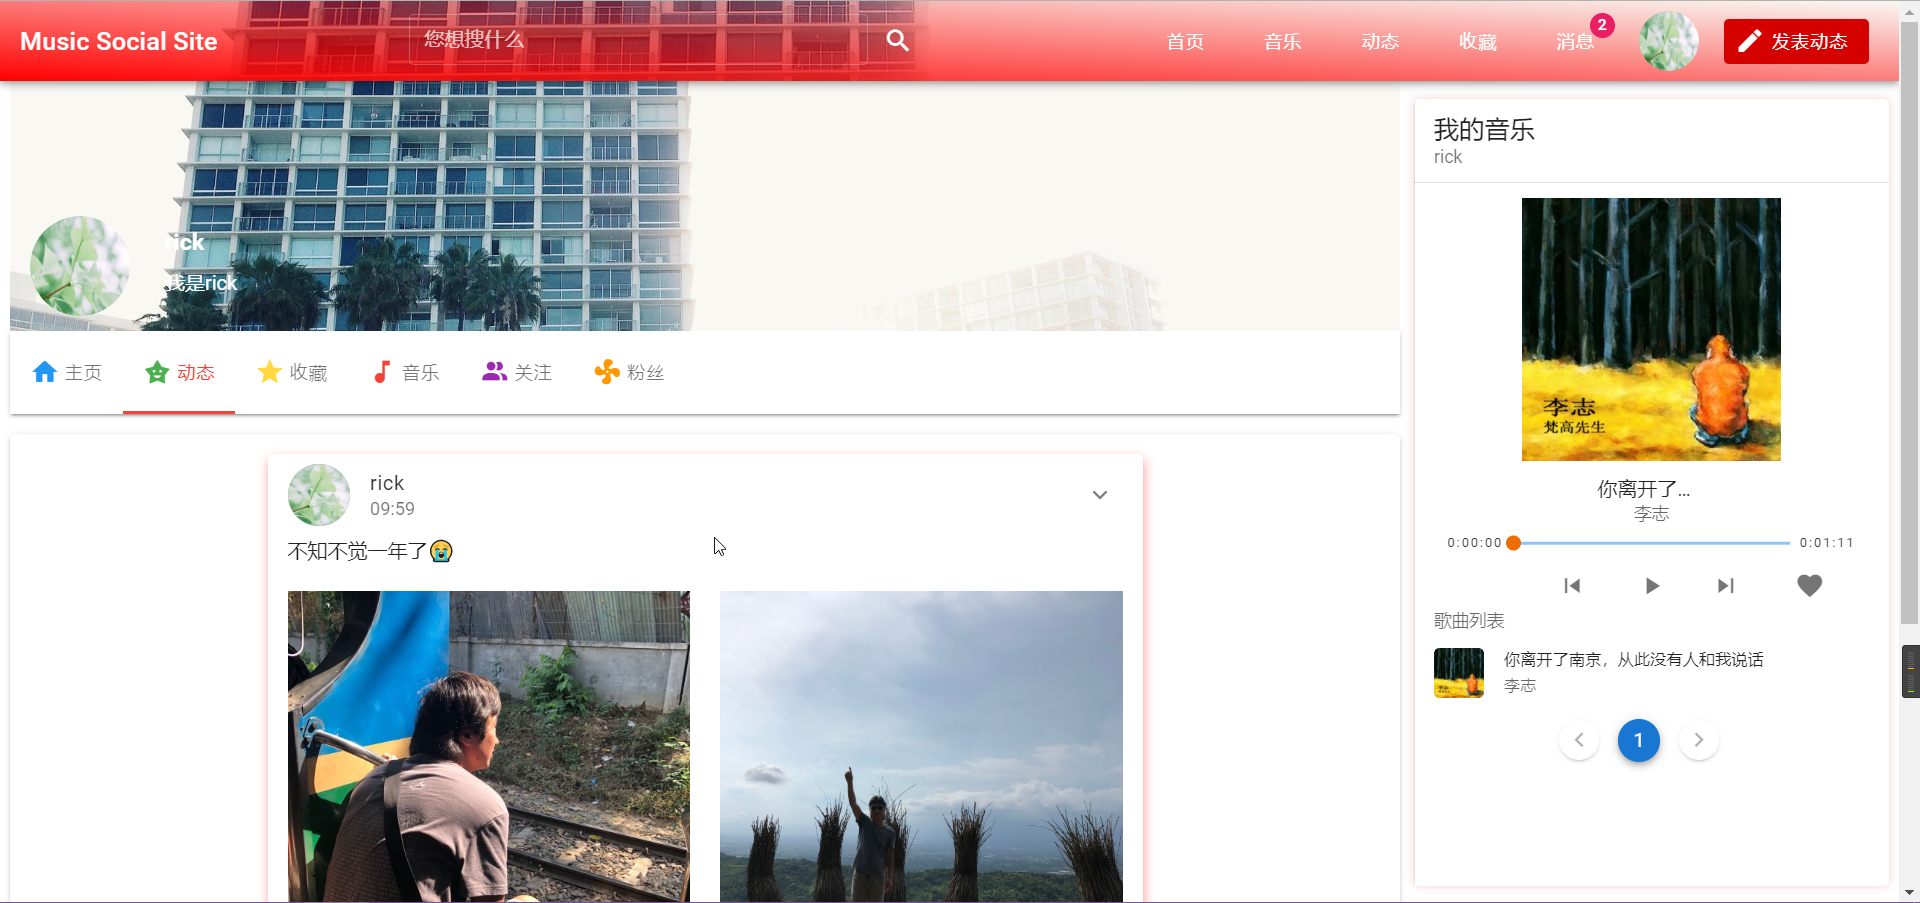 Music Social Site
您想搜什么
首页
音乐
动态
收藏
消息
2
发表动态
rick
我是rick
主页
动态
收藏
音乐
关注
粉丝
rick
09:59
不知不觉一年了😭
我的音乐
rick
李志
梵高先生
你离开了...
李志
0:00:00
0:01:11
歌曲列表
你离开了南京，从此没有人和我说话
李志
1